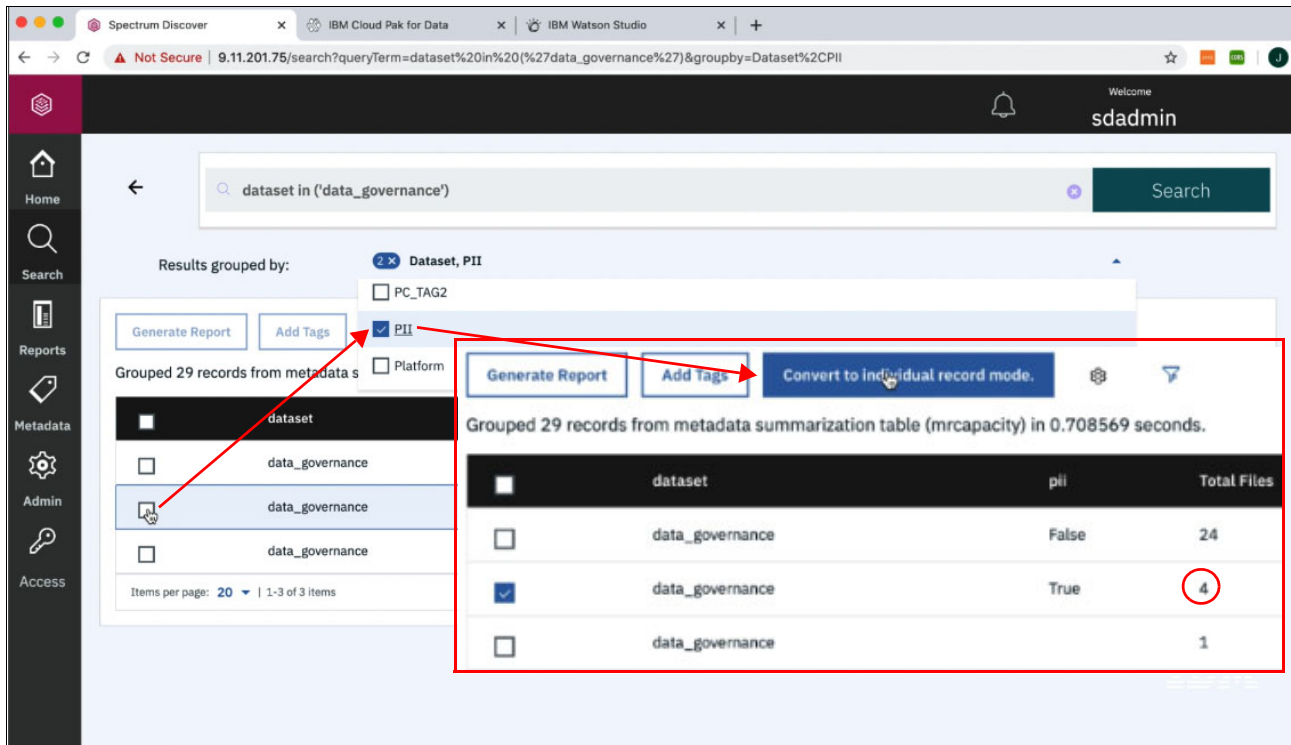 Spectrum Discover
IBM Cloud Pak for Data
IBM Watson Studio
Not Secure | 9.11.201.75/search?queryTerm=dataset%20in%20(%27data_governance%27)&groupby=Dataset%2CPII
J
Welcome
sdadmin
Home
Search
Reports
Metadata
Admin
Access
dataset in ('data_governance')
Search
Results grouped by:
2 × Dataset, PII
PC_TAG2
PII
Platform
Generate Report
Add Tags
Grouped 29 records from metadata s
dataset
data_governance
data_governance
data_governance
Items per page: 20 | 1-3 of 3 items
Generate Report
Add Tags
Convert to individual record mode.
Grouped 29 records from metadata summarization table (mrcapacity) in 0.708569 seconds.
dataset pii Total Files
data_governance False 24
data_governance True 4
data_governance 1